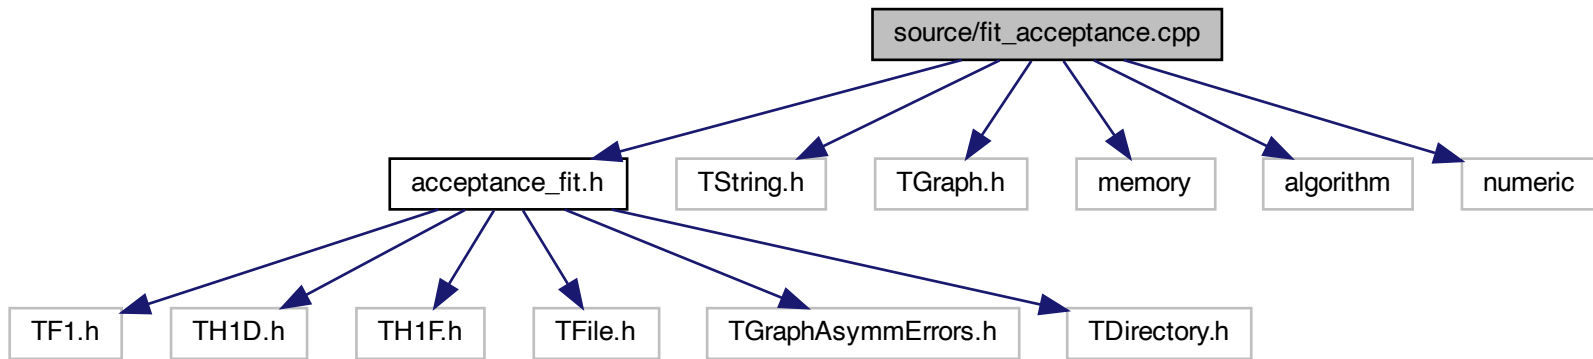 source/fit_acceptance.cpp
acceptance_fit.h
TString.h
TGraph.h
memory
algorithm
numeric
TF1.h
TH1D.h
TH1F.h
TFile.h
TGraphAsymmErrors.h
TDirectory.h